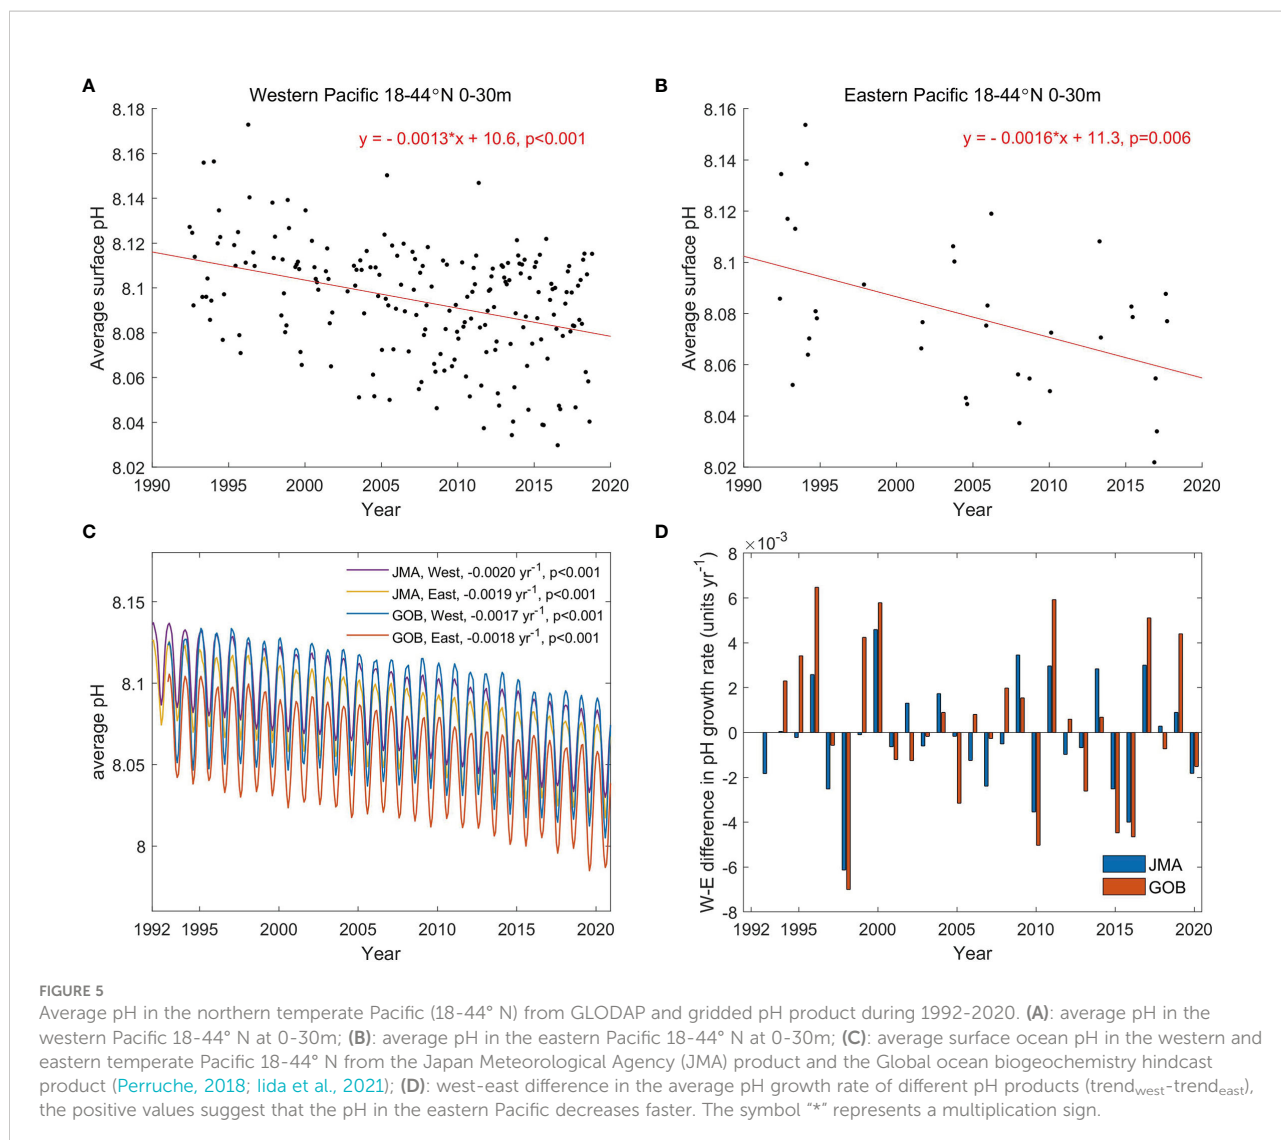 A
Western Pacific 18-44°N 0-30m
y = - 0.0013*x + 10.6, p<0.001
Average surface pH
8.18
8.16
8.14
8.12
8.1
8.08
8.06
8.04
8.02
1990 1995 2000 2005 2010 2015 2020
Year
B
Eastern Pacific 18-44°N 0-30m
y = - 0.0016*x + 11.3, p=0.006
Average surface pH
8.16
8.14
8.12
8.1
8.08
8.06
8.04
8.02
1990 1995 2000 2005 2010 2015 2020
Year
C
JMA, West, -0.0020 yr⁻¹, p<0.001
JMA, East, -0.0019 yr⁻¹, p<0.001
GOB, West, -0.0017 yr⁻¹, p<0.001
GOB, East, -0.0018 yr⁻¹, p<0.001
average pH
8.15
8.1
8.05
8
1992 1995 2000 2005 2010 2015 2020
Year
D
×10⁻³
W-E difference in pH growth rate (units yr⁻¹)
8
6
4
2
0
-2
-4
-6
-8
JMA
GOB
1992 1995 2000 2005 2010 2015 2020
Year
FIGURE 5
Average pH in the northern temperate Pacific (18-44° N) from GLODAP and gridded pH product during 1992-2020. (A): average pH in the
western Pacific 18-44° N at 0-30m; (B): average pH in the eastern Pacific 18-44° N at 0-30m; (C): average surface ocean pH in the western and
eastern temperate Pacific 18-44° N from the Japan Meteorological Agency (JMA) product and the Global ocean biogeochemistry hindcast
product (Perruche, 2018; Iida et al., 2021); (D): west-east difference in the average pH growth rate of different pH products (trendwest-trendeast),
the positive values suggest that the pH in the eastern Pacific decreases faster. The symbol “*” represents a multiplication sign.